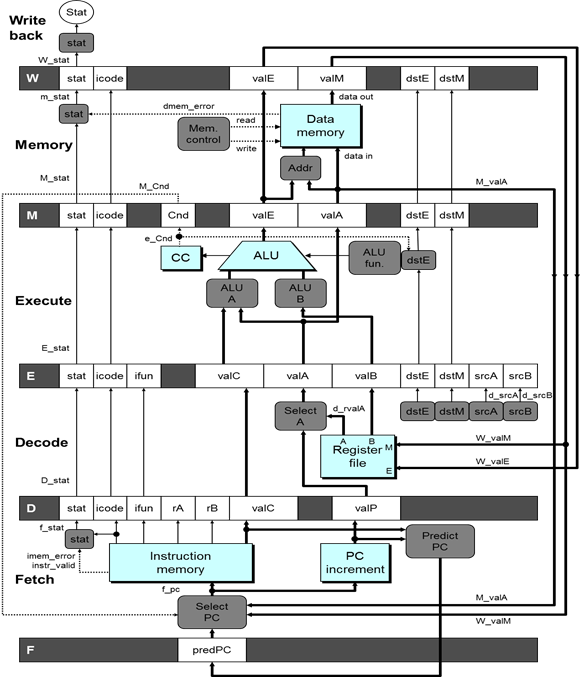 Stat
Write
back
stat
W_stat
W
stat
icode
valE
valM
dstE
dstM
m_stat
stat
dmem_error
data out
Data
memory
read
Mem.
control
write
Memory
Addr
data in
M_stat
M_Cnd
M_valA
M
stat
icode
Cnd
valE
valA
dstE
dstM
e_Cnd
CC
ALU
ALU
fun.
dstE
ALU
A
ALU
B
Execute
E_stat
E
stat
icode
ifun
valC
valA
valB
dstE
dstM
srcA
srcB
d_srcA
d_srcB
Select
A
d_rvalA
dstE
dstM
srcA
srcB
A
B
M
Register
file
E
W_valM
W_valE
Decode
D_stat
D
stat
icode
ifun
rA
rB
valC
valP
f_stat
stat
Predict
PC
imem_error
instr_valid
Instruction
memory
PC
increment
Fetch
f_pc
Select
PC
M_valA
W_valM
F
predPC